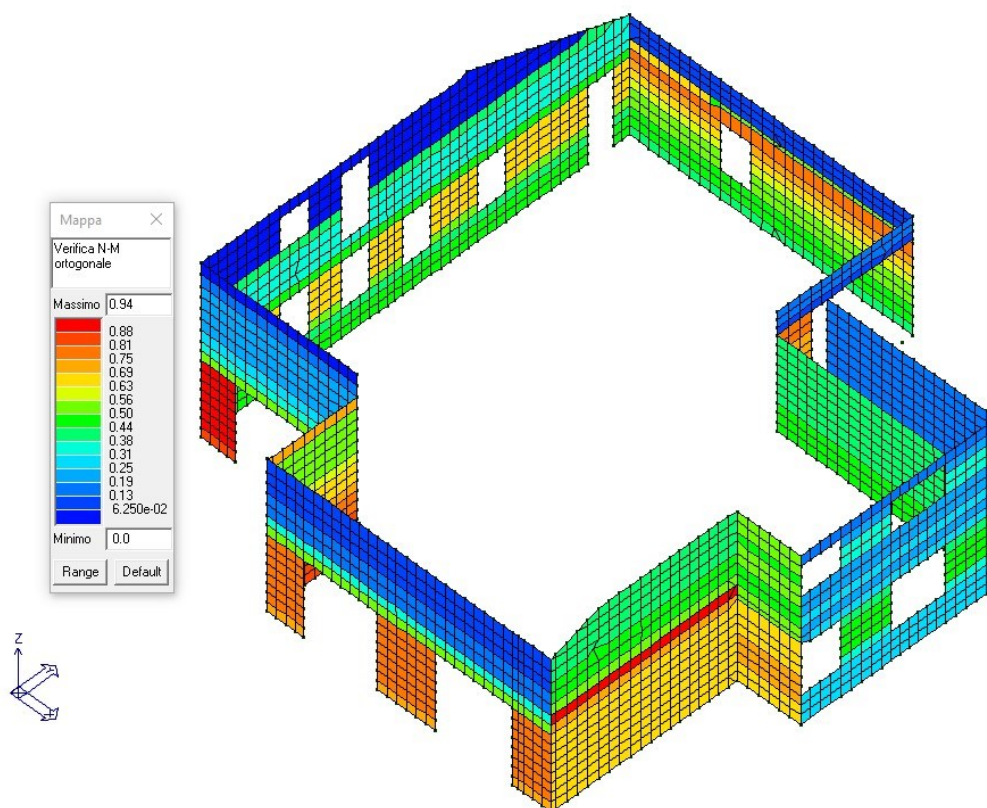 Mappa
Verifica N-M
ortogonale
Massimo 0.94
0.88
0.81
0.75
0.69
0.63
0.56
0.50
0.44
0.38
0.31
0.25
0.19
0.13
6.250e-02
Minimo 0.0
Range Default
Z